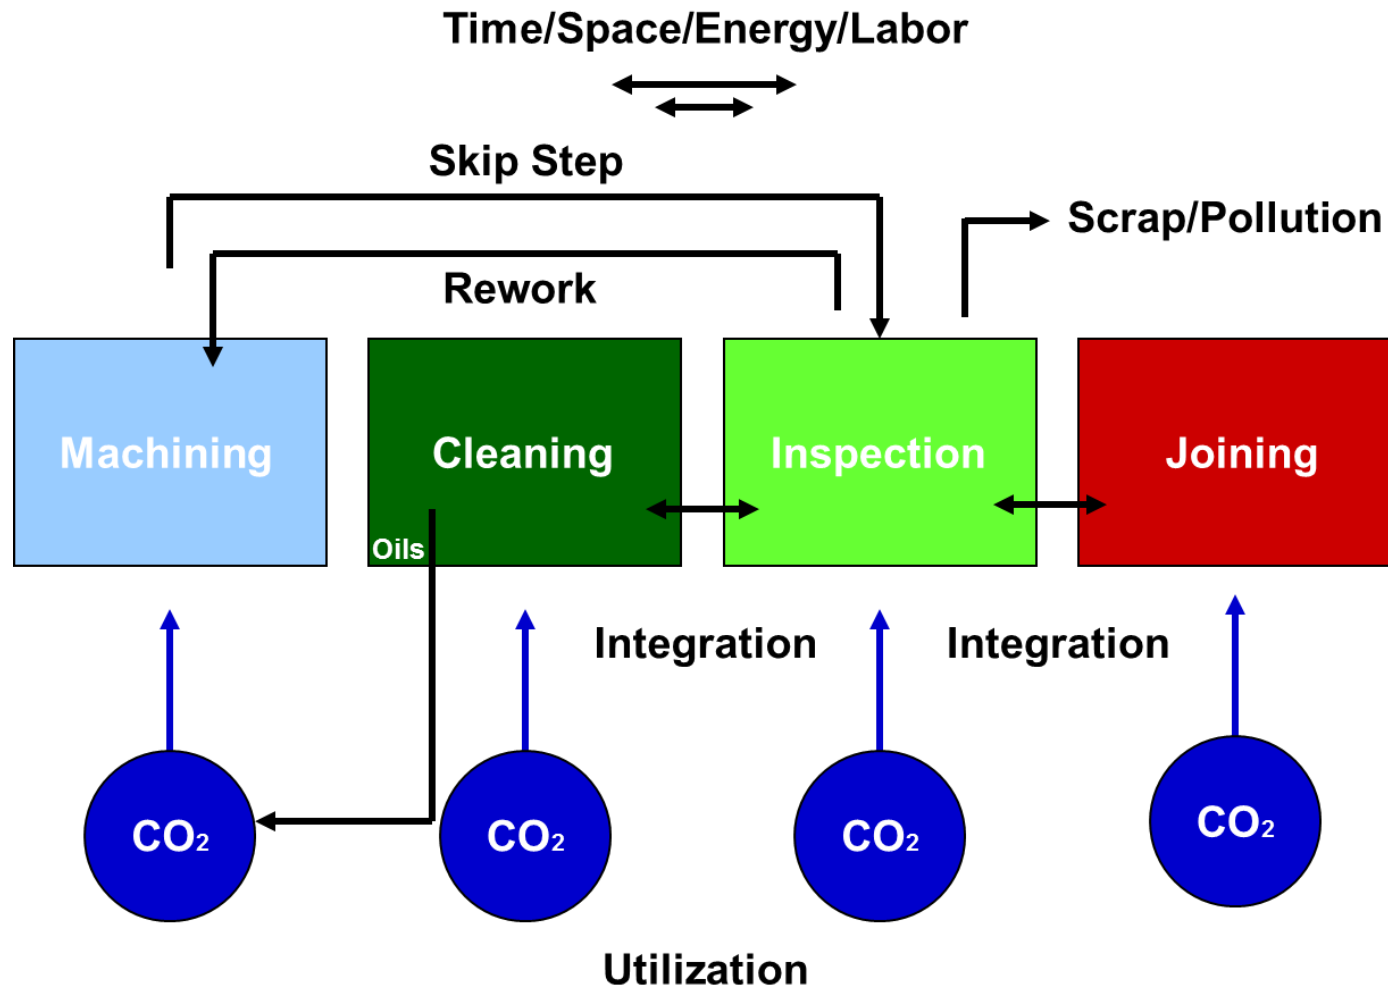 Time/Space/Energy/Labor
Skip Step
Scrap/Pollution
Rework
Machining
Cleaning
Inspection
Joining
Oils
Integration
Integration
CO₂
CO₂
CO₂
CO₂
Utilization